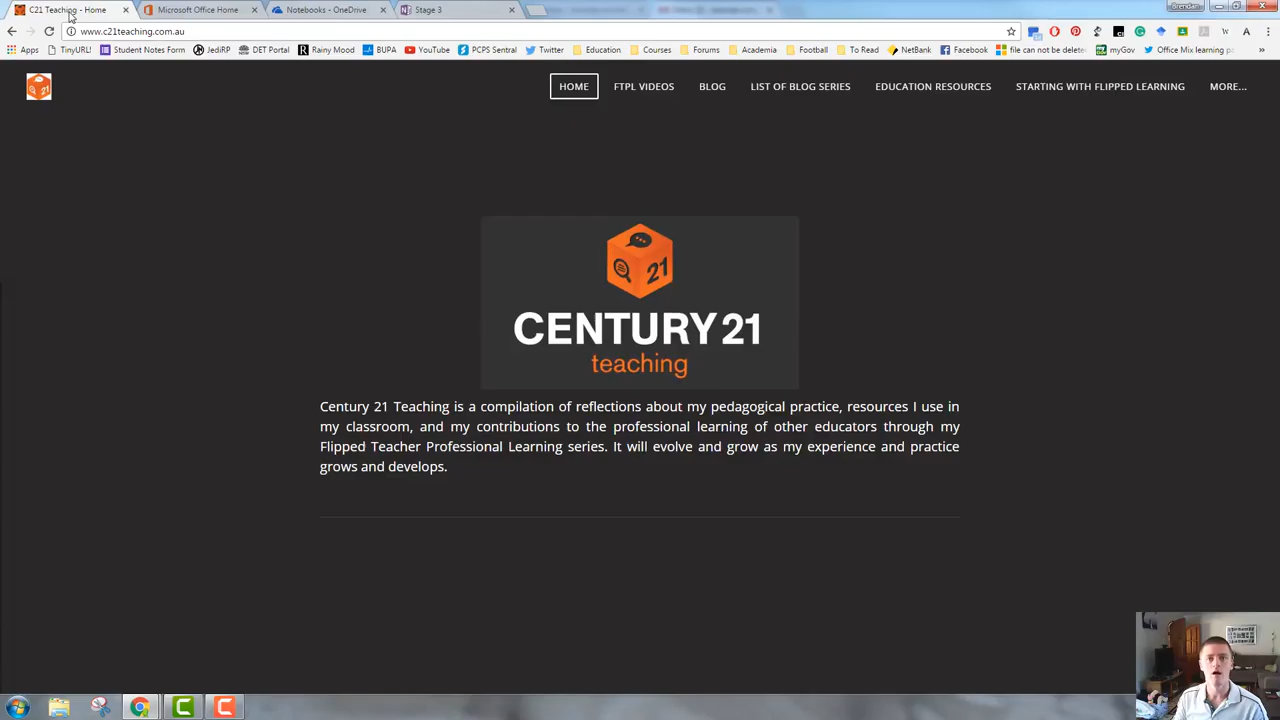 C21 Teaching - Home
Microsoft Office Home
Notebooks - OneDrive
Stage 3
Brendan
www.c21teaching.com.au
Apps
TinyURL!
Student Notes Form
JediRP
DET Portal
Rainy Mood
BUPA
YouTube
PCPS Sentral
Twitter
Education
Courses
Forums
Academia
Football
To Read
NetBank
Facebook
file can not be delete
myGov
Office Mix learning p
21
HOME
FTPL VIDEOS
BLOG
LIST OF BLOG SERIES
EDUCATION RESOURCES
STARTING WITH FLIPPED LEARNING
MORE...
21
CENTURY 21
teaching
Century 21 Teaching is a compilation of reflections about my pedagogical practice, resources I use in
my classroom, and my contributions to the professional learning of other educators through my
Flipped Teacher Professional Learning series. It will evolve and grow as my experience and practice
grows and develops.